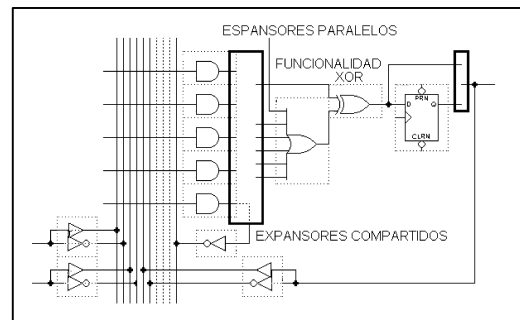 ESPANSORES PARALELOS
FUNCIONALIDAD
XOR
PRN
D Q
CLRN
EXPANSORES COMPARTIDOS